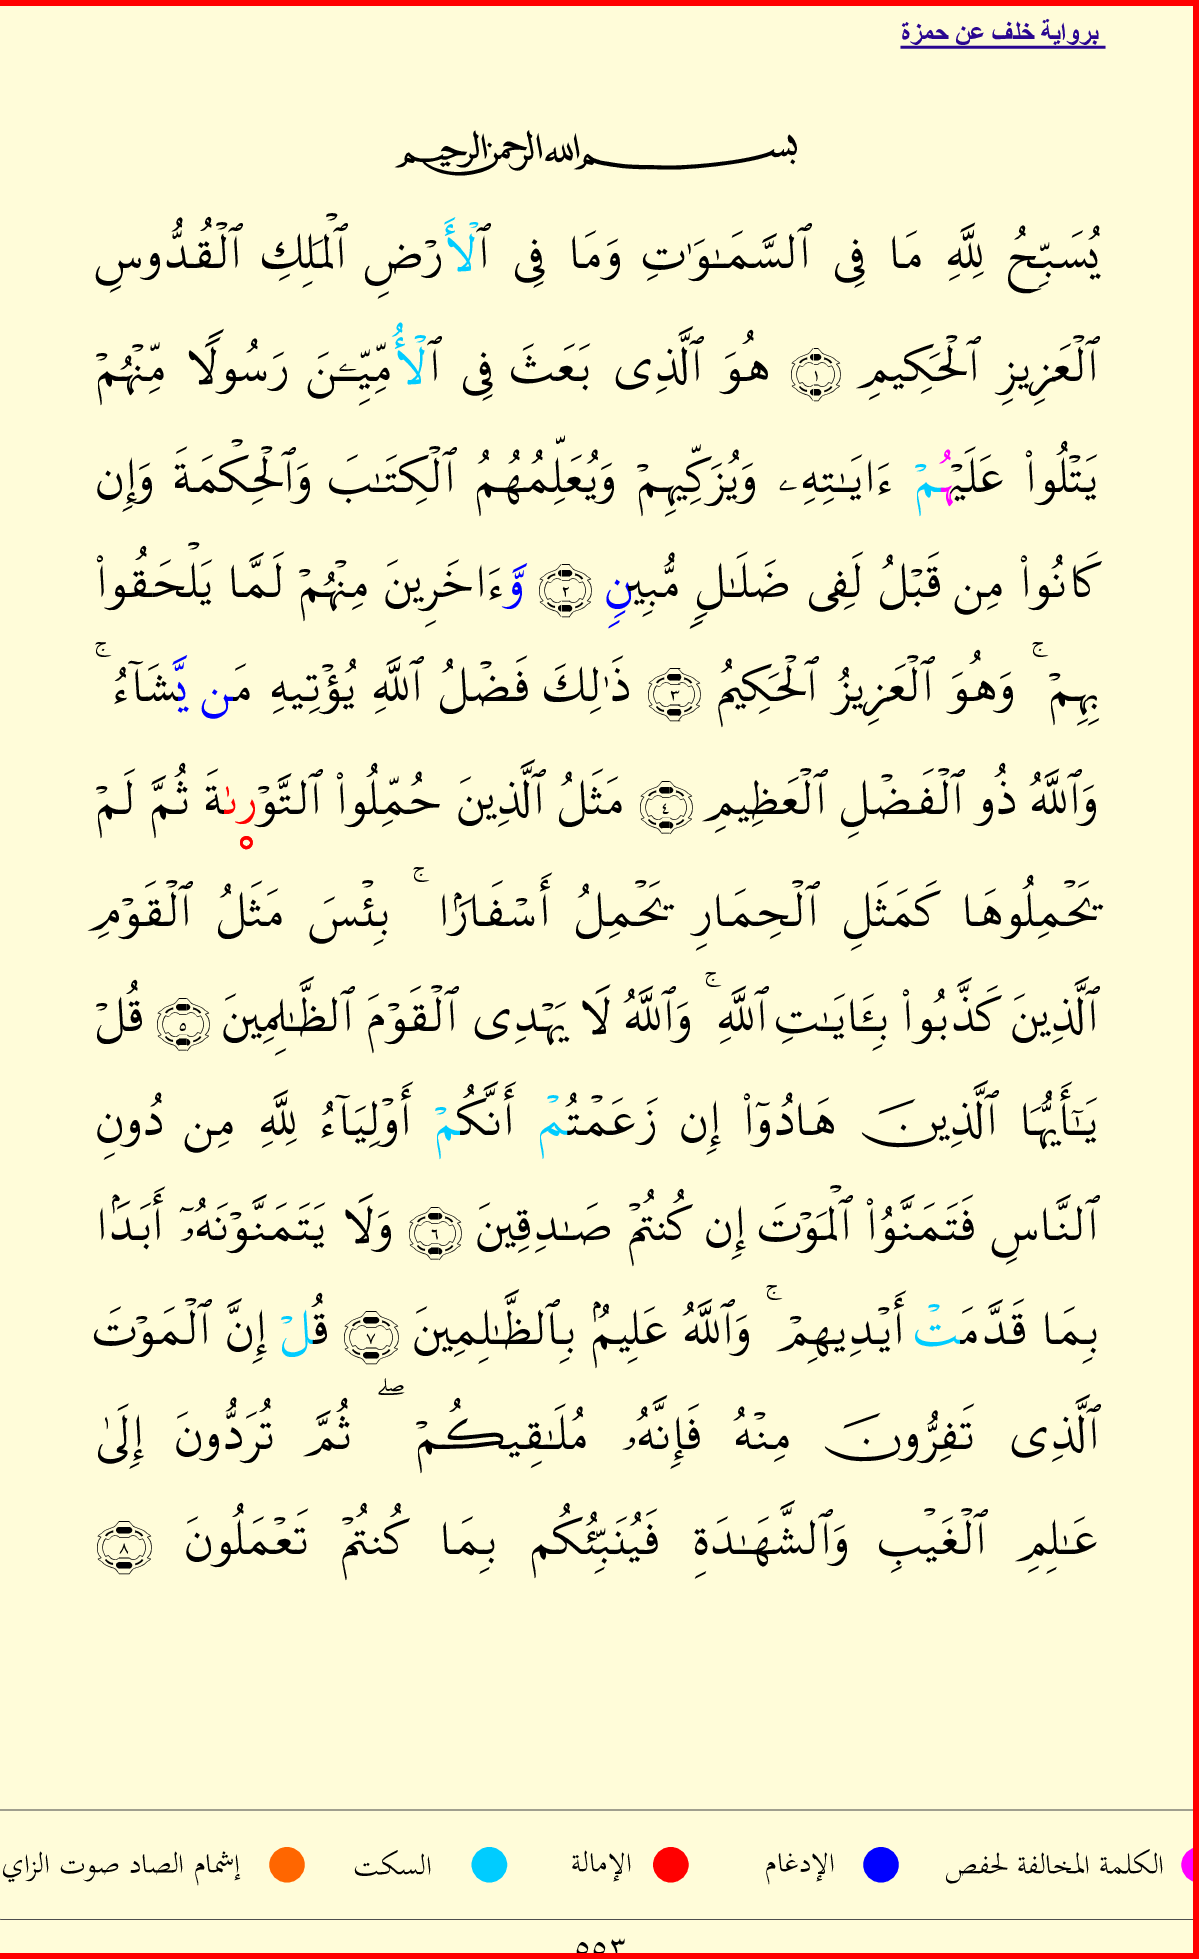 برواية خلف عن حمزة
بسم الله الرحمن الرحيم
يُسَبِّحُ لِلَّهِ مَا فِى ٱلسَّمَـٰوَٰتِ وَمَا فِى ٱلْأَرْضِ ٱلْمَلِكِ ٱلْقُدُّوسِ
ٱلْعَزِيزِ ٱلْحَكِيمِ ١ هُوَ ٱلَّذِى بَعَثَ فِى ٱلْأُمِّيِّـۧنَ رَسُولًا مِّنْهُمْ
يَتْلُوا۟ عَلَيْهُمْ ءَايَـٰتِهِۦ وَيُزَكِّيهِمْ وَيُعَلِّمُهُمُ ٱلْكِتَـٰبَ وَٱلْحِكْمَةَ وَإِن
كَانُوا۟ مِن قَبْلُ لَفِى ضَلَـٰلٍ مُّبِينٍ ٢ وَّءَاخَرِينَ مِنْهُمْ لَمَّا يَلْحَقُوا۟
بِهِمْ ۚ وَهُوَ ٱلْعَزِيزُ ٱلْحَكِيمُ ٣ ذَٰلِكَ فَضْلُ ٱللَّهِ يُؤْتِيهِ مَن يَّشَآءُ ۚ
وَٱللَّهُ ذُو ٱلْفَضْلِ ٱلْعَظِيمِ ٤ مَثَلُ ٱلَّذِينَ حُمِّلُوا۟ ٱلتَّوْرىٰةَ ثُمَّ لَمْ
يَحْمِلُوهَا كَمَثَلِ ٱلْحِمَارِ يَحْمِلُ أَسْفَارَۢا ۚ بِئْسَ مَثَلُ ٱلْقَوْمِ
ٱلَّذِينَ كَذَّبُوا۟ بِـَٔايَـٰتِ ٱللَّهِ ۚ وَٱللَّهُ لَا يَهْدِى ٱلْقَوْمَ ٱلظَّـٰلِمِينَ ٥ قُلْ
يَـٰٓأَيُّهَا ٱلَّذِينَ هَادُوٓا۟ إِن زَعَمْتُمْ أَنَّكُمْ أَوْلِيَآءُ لِلَّهِ مِن دُونِ
ٱلنَّاسِ فَتَمَنَّوُا۟ ٱلْمَوْتَ إِن كُنتُمْ صَـٰدِقِينَ ٦ وَلَا يَتَمَنَّوْنَهُۥٓ أَبَدَۢا
بِمَا قَدَّمَتْ أَيْدِيهِمْ ۚ وَٱللَّهُ عَلِيمُۢ بِٱلظَّـٰلِمِينَ ٧ قُلْ إِنَّ ٱلْمَوْتَ
ٱلَّذِى تَفِرُّونَ مِنْهُ فَإِنَّهُۥ مُلَـٰقِيكُمْ ۖ ثُمَّ تُرَدُّونَ إِلَىٰ
عَـٰلِمِ ٱلْغَيْبِ وَٱلشَّهَـٰدَةِ فَيُنَبِّئُكُم بِمَا كُنتُمْ تَعْمَلُونَ ٨
الكلمة المخالفة لحفص الإدغام الإمالة السكت إشمام الصاد صوت الزاي
٥٥٣